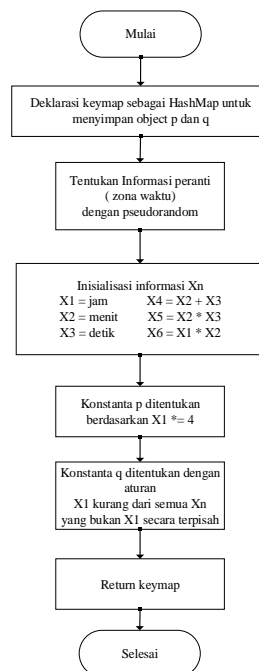 Mulai
Deklarasi keymap sebagai HashMap untuk
menyimpan object p dan q
Tentukan Informasi peranti
( zona waktu)
dengan pseudorandom
Inisialisasi informasi Xn
X1 = jam X4 = X2 + X3
X2 = menit X5 = X2 * X3
X3 = detik X6 = X1 * X2
Konstanta p ditentukan
berdasarkan X1 *= 4
Konstanta q ditentukan dengan
aturan
X1 kurang dari semua Xn
yang bukan X1 secara terpisah
Return keymap
Selesai